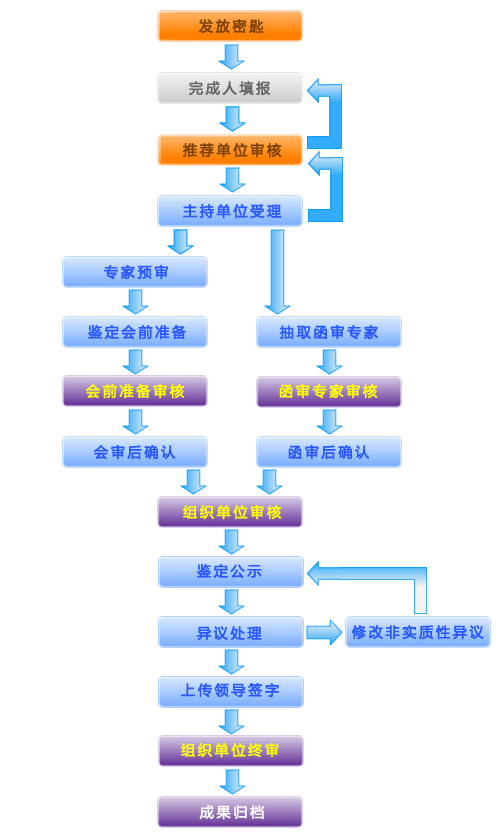 发放密匙
完成人填报
推荐单位审核
主持单位受理
专家预审
鉴定会前准备
抽取函审专家
会前准备审核
函审专家审核
会审后确认
函审后确认
组织单位审核
鉴定公示
异议处理
修改非实质性异议
上传领导签字
组织单位终审
成果归档